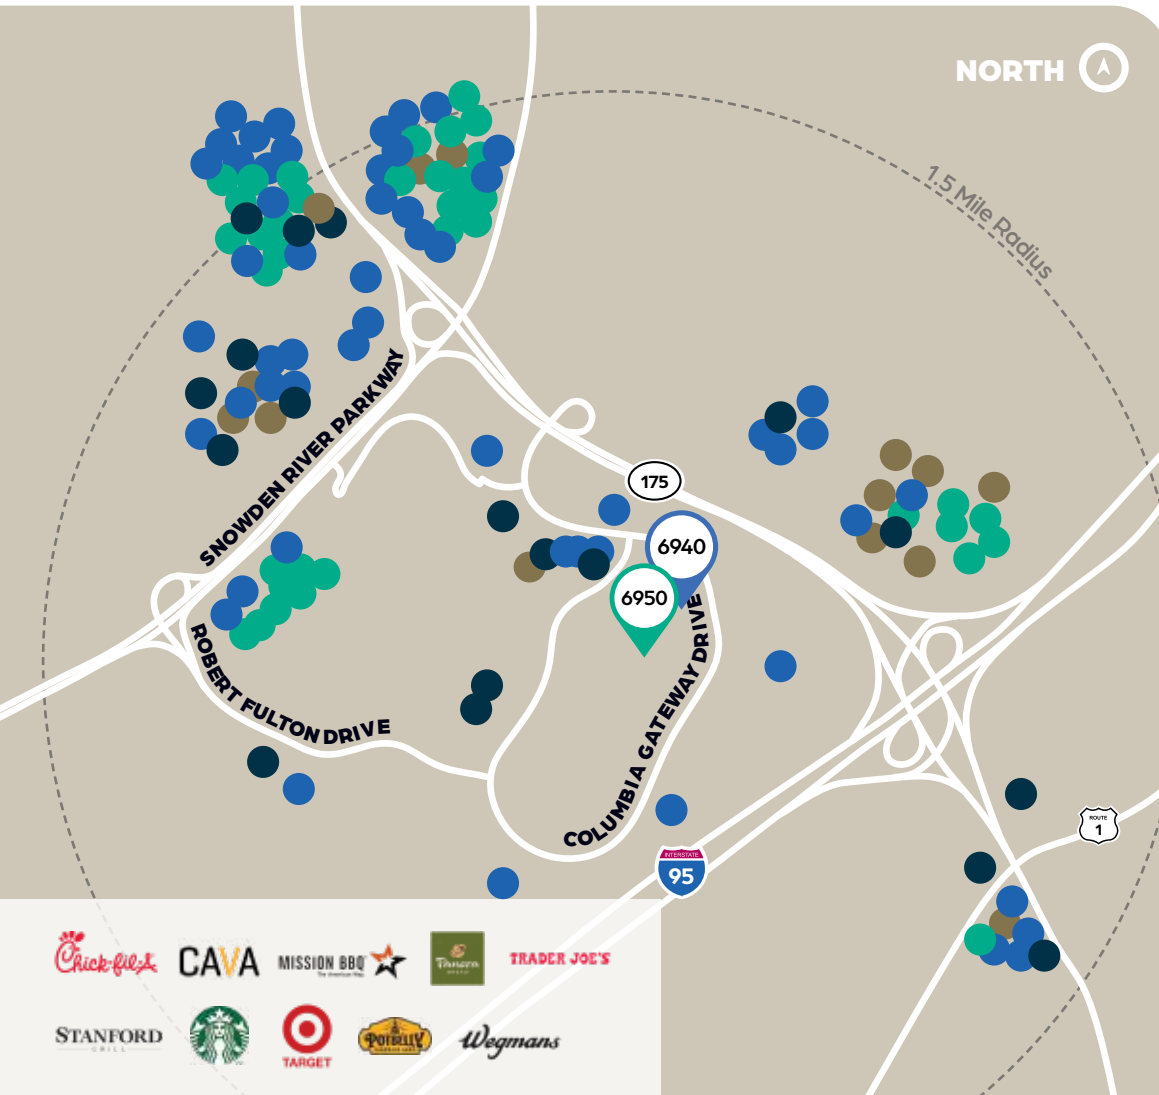 NORTH
1.5 Mile Radius
SNOWDEN RIVER PARKWAY
175
6940
6950
ROBERT FULTON DRIVE
COLUMBIA GATEWAY DRIVE
ROUTE
1
INTERSTATE
95
Chick-fil-A
CAVA
MISSION BBQ
The American Way.
Panera
BREAD
TRADER JOE'S
STANFORD
GRILL
TARGET
POTBELLY
Wegmans